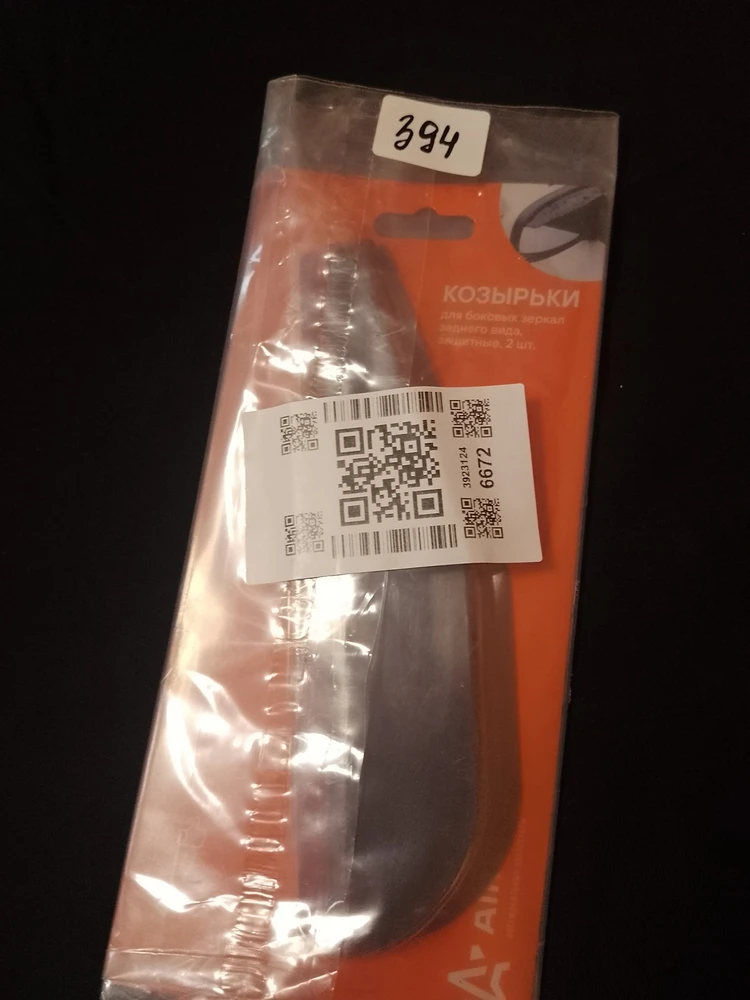 394
КОЗЫРЬКИ
для боковых зеркал
заднего вида,
защитные, 2 шт.
3923124
6672